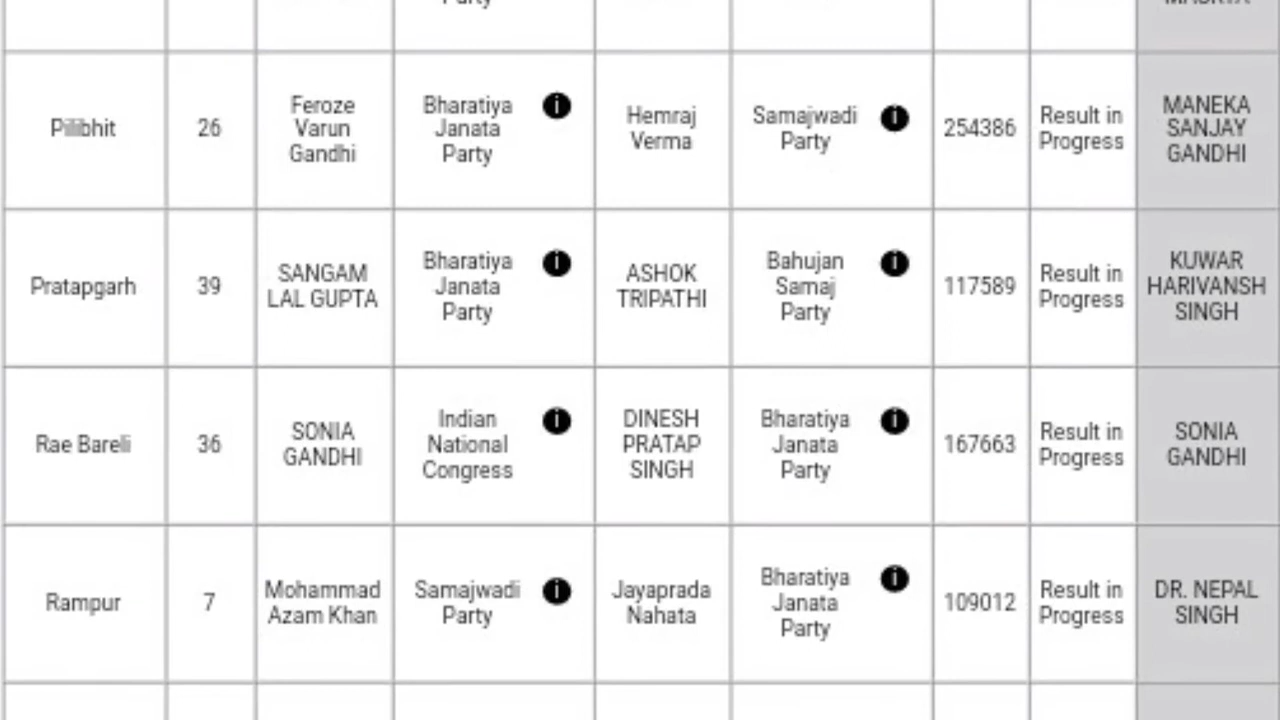 Party
Pilibhit
26
Feroze
Varun
Gandhi
Bharatiya
Janata
Party
i
Hemraj
Verma
Samajwadi
Party
i
254386
Result in
Progress
MANEKA
SANJAY
GANDHI
Pratapgarh
39
SANGAM
LAL GUPTA
Bharatiya
Janata
Party
i
ASHOK
TRIPATHI
Bahujan
Samaj
Party
i
117589
Result in
Progress
KUWAR
HARIVANSH
SINGH
Rae Bareli
36
SONIA
GANDHI
Indian
National
Congress
i
DINESH
PRATAP
SINGH
Bharatiya
Janata
Party
i
167663
Result in
Progress
SONIA
GANDHI
Rampur
7
Mohammad
Azam Khan
Samajwadi
Party
i
Jayaprada
Nahata
Bharatiya
Janata
Party
i
109012
Result in
Progress
DR. NEPAL
SINGH